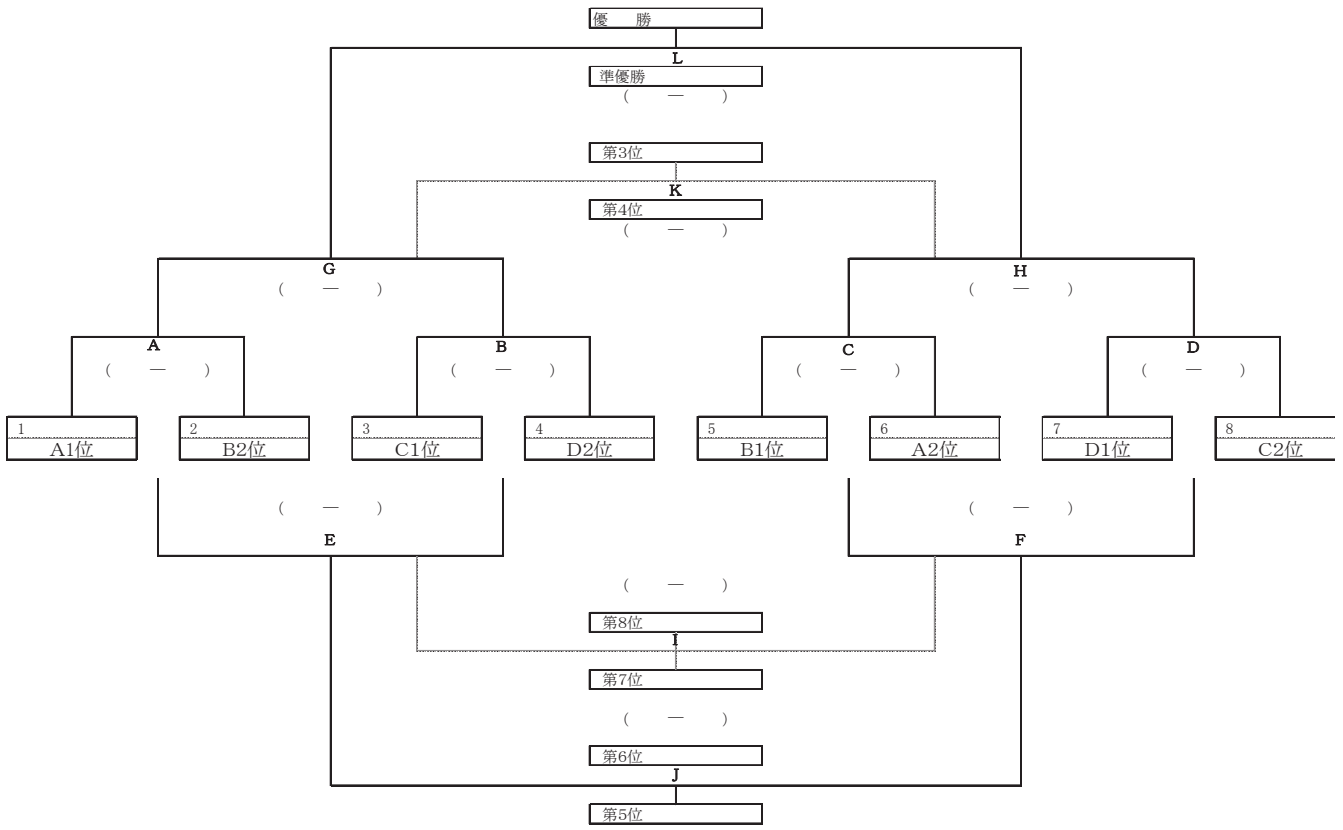 優　勝
L
準優勝
(　―　)
第3位
K
第4位
(　―　)
G H
(　―　) (　―　)
A B C D
(　―　) (　―　) (　―　) (　―　)
1 2 3 4 5 6 7 8
A1位 B2位 C1位 D2位 B1位 A2位 D1位 C2位
(　―　) (　―　)
E F
(　―　)
第8位
I
第7位
(　―　)
第6位
J
第5位